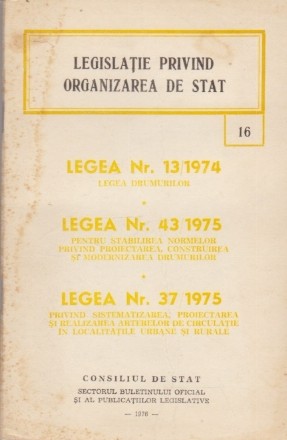 LEGISLAȚIE PRIVIND
ORGANIZAREA DE STAT
16
LEGEA Nr. 13/1974
LEGEA DRUMURILOR
LEGEA Nr. 43/1975
PENTRU STABILIREA NORMELOR
PRIVIND PROIECTAREA, CONSTRUIREA
ȘI MODERNIZAREA DRUMURILOR
LEGEA Nr. 37/1975
PRIVIND SISTEMATIZAREA, PROIECTAREA
ȘI REALIZAREA ARTERELOR DE CIRCULAȚIE
ÎN LOCALITĂȚILE URBANE ȘI RURALE
CONSILIUL DE STAT
SECTORUL BULETINULUI OFICIAL
ȘI AL PUBLICAȚIILOR LEGISLATIVE